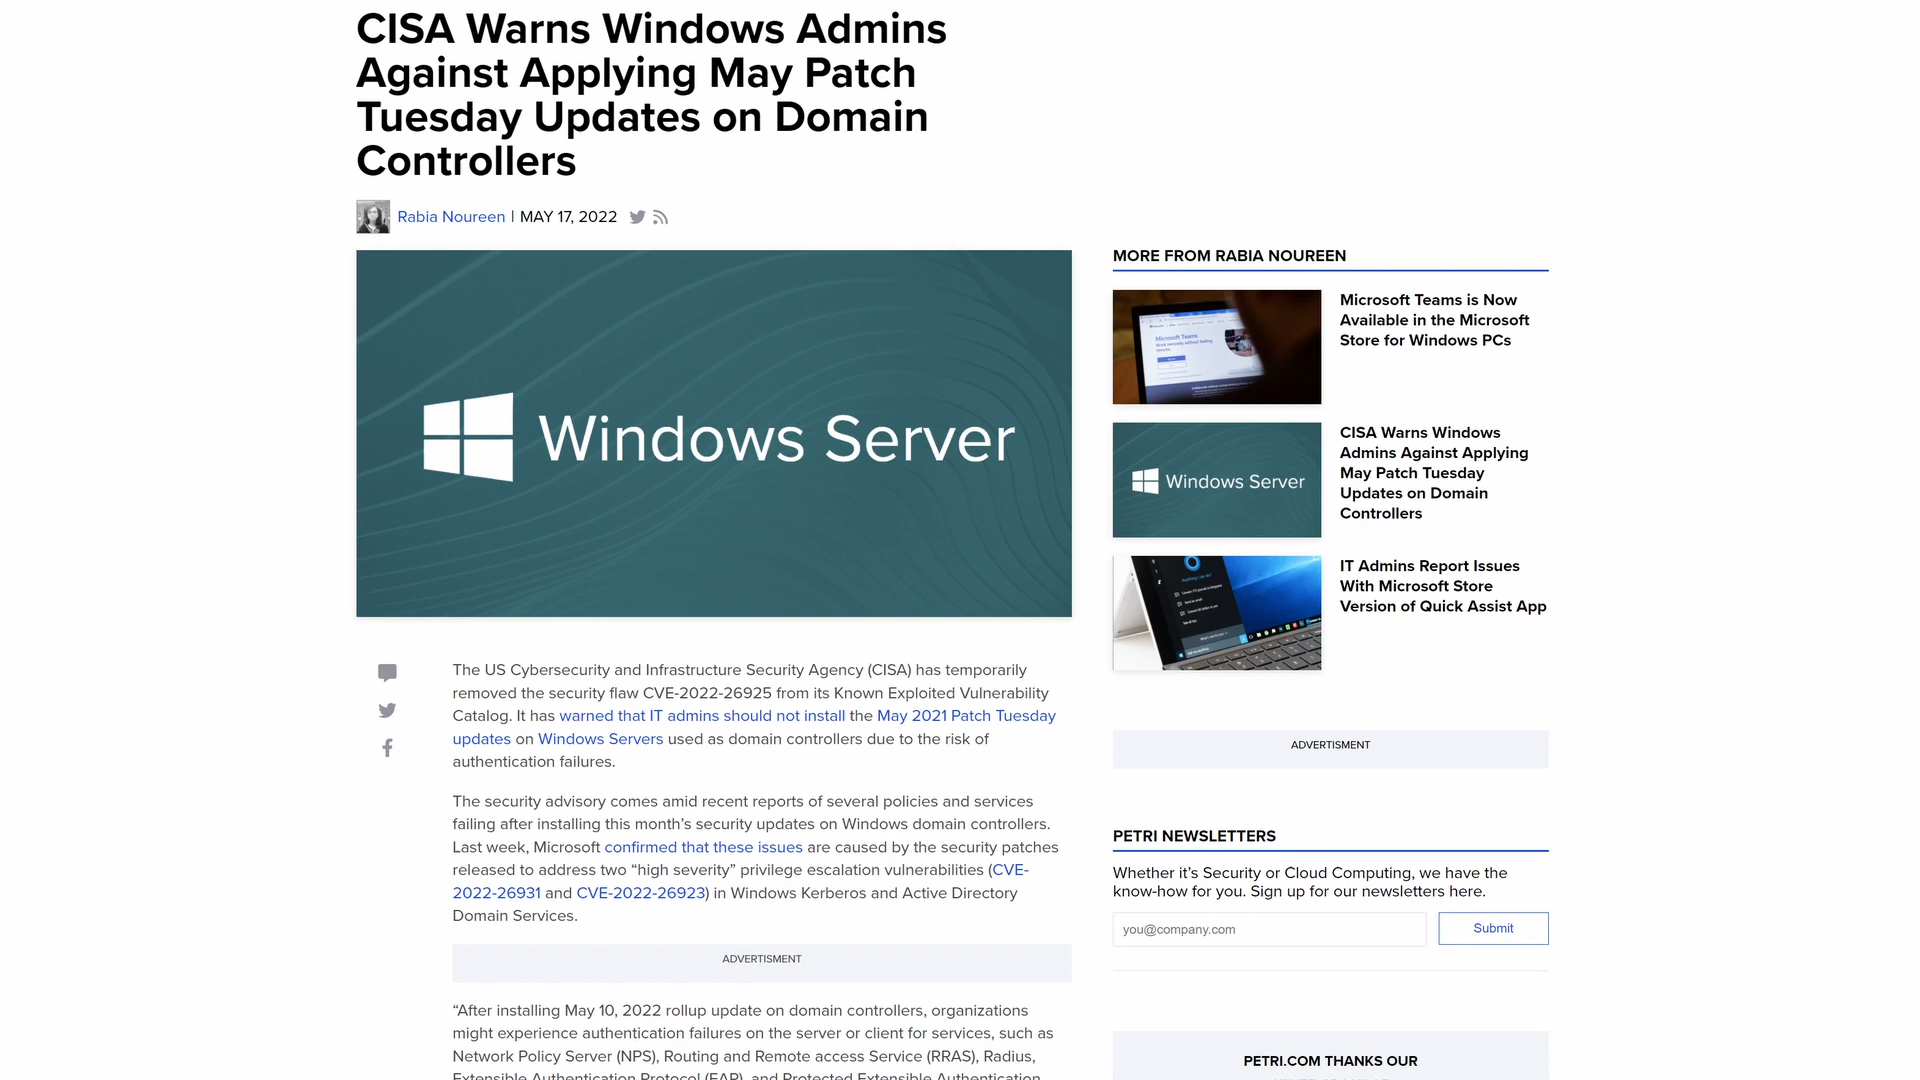 CISA Warns Windows Admins
Against Applying May Patch
Tuesday Updates on Domain
Controllers
Rabia Noureen | MAY 17, 2022
Windows Server
The US Cybersecurity and Infrastructure Security Agency (CISA) has temporarily
removed the security flaw CVE-2022-26925 from its Known Exploited Vulnerability
Catalog. It has warned that IT admins should not install the May 2021 Patch Tuesday
updates on Windows Servers used as domain controllers due to the risk of
authentication failures.
The security advisory comes amid recent reports of several policies and services
failing after installing this month’s security updates on Windows domain controllers.
Last week, Microsoft confirmed that these issues are caused by the security patches
released to address two “high severity” privilege escalation vulnerabilities (CVE-
2022-26931 and CVE-2022-26923) in Windows Kerberos and Active Directory
Domain Services.
ADVERTISMENT
“After installing May 10, 2022 rollup update on domain controllers, organizations
might experience authentication failures on the server or client for services, such as
Network Policy Server (NPS), Routing and Remote access Service (RRAS), Radius,
Extensible Authentication Protocol (EAP), and Protected Extensible Authentication
MORE FROM RABIA NOUREEN
Microsoft Teams
Microsoft Teams is Now
Available in the Microsoft
Store for Windows PCs
Windows Server
CISA Warns Windows
Admins Against Applying
May Patch Tuesday
Updates on Domain
Controllers
IT Admins Report Issues
With Microsoft Store
Version of Quick Assist App
ADVERTISMENT
PETRI NEWSLETTERS
Whether it’s Security or Cloud Computing, we have the
know-how for you. Sign up for our newsletters here.
you@company.com
Submit
PETRI.COM THANKS OUR